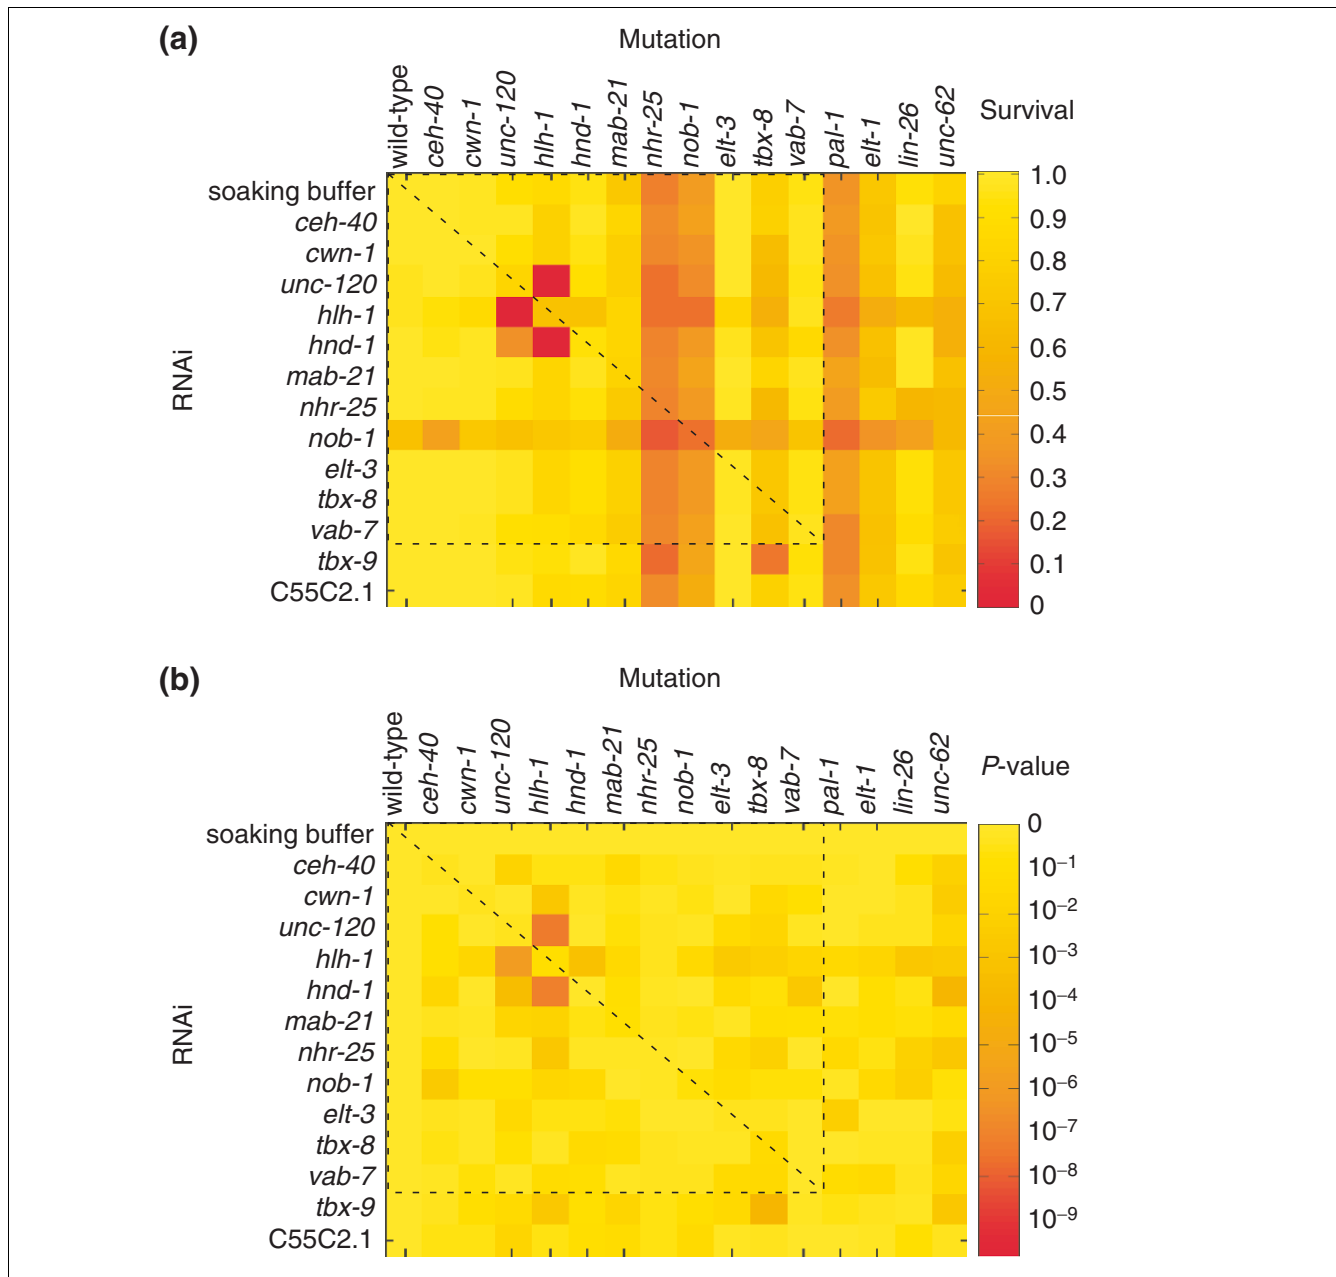 (a)
Mutation
wild-type
ceh-40
cwn-1
unc-120
hlh-1
hnd-1
mab-21
nhr-25
nob-1
elt-3
tbx-8
vab-7
pal-1
elt-1
lin-26
unc-62
Survival
RNAi
soaking buffer
ceh-40
cwn-1
unc-120
hlh-1
hnd-1
mab-21
nhr-25
nob-1
elt-3
tbx-8
vab-7
tbx-9
C55C2.1
1.0
0.9
0.8
0.7
0.6
0.5
0.4
0.3
0.2
0.1
0
(b)
Mutation
wild-type
ceh-40
cwn-1
unc-120
hlh-1
hnd-1
mab-21
nhr-25
nob-1
elt-3
tbx-8
vab-7
pal-1
elt-1
lin-26
unc-62
P-value
RNAi
soaking buffer
ceh-40
cwn-1
unc-120
hlh-1
hnd-1
mab-21
nhr-25
nob-1
elt-3
tbx-8
vab-7
tbx-9
C55C2.1
0
10⁻¹
10⁻²
10⁻³
10⁻⁴
10⁻⁵
10⁻⁶
10⁻⁷
10⁻⁸
10⁻⁹